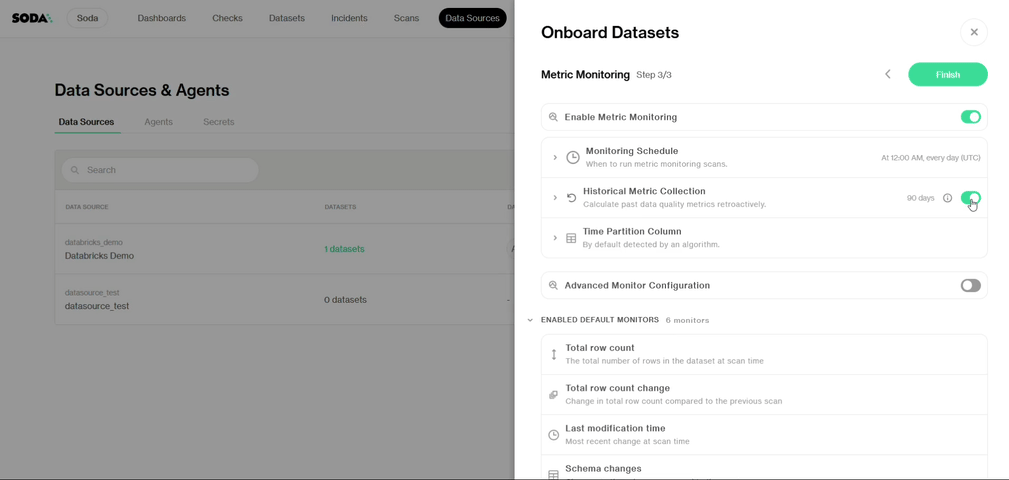 SODA
Soda
Dashboards
Checks
Datasets
Incidents
Scans
Data Sources
Data Sources & Agents
Data Sources
Agents
Secrets
Search
DATA SOURCE
DATASETS
databricks_demo
Databricks Demo
1 datasets
datasource_test
datasource_test
0 datasets
-
Onboard Datasets
Metric Monitoring Step 3/3
Finish
Enable Metric Monitoring
Monitoring Schedule
When to run metric monitoring scans.
At 12:00 AM, every day (UTC)
Historical Metric Collection
Calculate past data quality metrics retroactively.
90 days
Time Partition Column
By default detected by an algorithm.
Advanced Monitor Configuration
ENABLED DEFAULT MONITORS 6 monitors
Total row count
The total number of rows in the dataset at scan time
Total row count change
Change in total row count compared to the previous scan
Last modification time
Most recent change at scan time
Schema changes